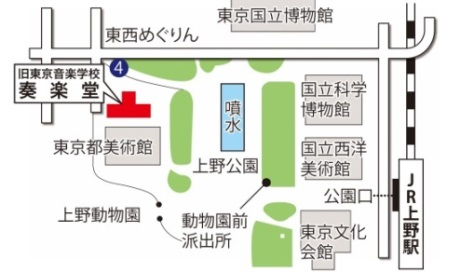 東京国立博物館
東西めぐりん
4
旧東京音楽学校
奏楽堂
噴水
国立科学
博物館
東京都美術館
上野公園
国立西洋
美術館
公園口
JR上野駅
上野動物園
動物園前
派出所
東京文化
会館